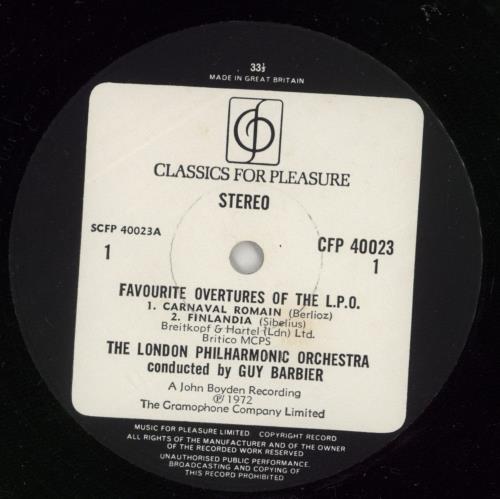 33⅓
MADE IN GREAT BRITAIN
CLASSICS FOR PLEASURE
STEREO
SCFP 40023A
1
CFP 40023
1
FAVOURITE OVERTURES OF THE L.P.O.
1. CARNAVAL ROMAIN (Berlioz)
2. FINLANDIA (Sibelius)
Breitkopf & Hartel (Ldn) Ltd.
Britico MCPS
THE LONDON PHILHARMONIC ORCHESTRA
conducted by GUY BARBIER
A John Boyden Recording
℗ 1972
The Gramophone Company Limited
MUSIC FOR PLEASURE LIMITED COPYRIGHT RECORD
ALL RIGHTS OF THE MANUFACTURER AND OF THE OWNER
OF THE RECORDED WORK RESERVED
UNAUTHORISED PUBLIC PERFORMANCE,
BROADCASTING AND COPYING OF
THIS RECORD PROHIBITED